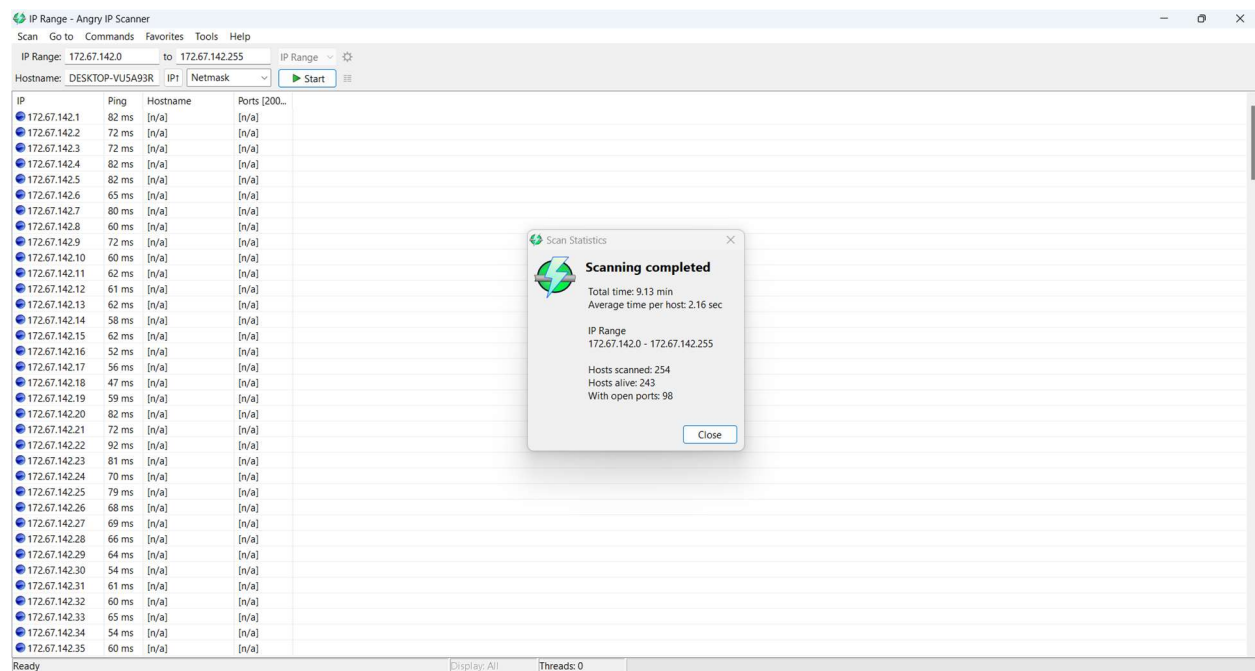 IP Range - Angry IP Scanner
Scan Go to Commands Favorites Tools Help
IP Range: 172.67.142.0 to 172.67.142.255 IP Range
Hostname: DESKTOP-VU5A93R IP↑ Netmask Start
IP Ping Hostname Ports [200...
172.67.142.1 82 ms [n/a] [n/a]
172.67.142.2 72 ms [n/a] [n/a]
172.67.142.3 72 ms [n/a] [n/a]
172.67.142.4 82 ms [n/a] [n/a]
172.67.142.5 82 ms [n/a] [n/a]
172.67.142.6 65 ms [n/a] [n/a]
172.67.142.7 80 ms [n/a] [n/a]
172.67.142.8 60 ms [n/a] [n/a]
172.67.142.9 72 ms [n/a] [n/a]
172.67.142.10 60 ms [n/a] [n/a]
172.67.142.11 62 ms [n/a] [n/a]
172.67.142.12 61 ms [n/a] [n/a]
172.67.142.13 62 ms [n/a] [n/a]
172.67.142.14 58 ms [n/a] [n/a]
172.67.142.15 62 ms [n/a] [n/a]
172.67.142.16 52 ms [n/a] [n/a]
172.67.142.17 56 ms [n/a] [n/a]
172.67.142.18 47 ms [n/a] [n/a]
172.67.142.19 59 ms [n/a] [n/a]
172.67.142.20 82 ms [n/a] [n/a]
172.67.142.21 72 ms [n/a] [n/a]
172.67.142.22 92 ms [n/a] [n/a]
172.67.142.23 81 ms [n/a] [n/a]
172.67.142.24 70 ms [n/a] [n/a]
172.67.142.25 79 ms [n/a] [n/a]
172.67.142.26 68 ms [n/a] [n/a]
172.67.142.27 69 ms [n/a] [n/a]
172.67.142.28 66 ms [n/a] [n/a]
172.67.142.29 64 ms [n/a] [n/a]
172.67.142.30 54 ms [n/a] [n/a]
172.67.142.31 61 ms [n/a] [n/a]
172.67.142.32 60 ms [n/a] [n/a]
172.67.142.33 65 ms [n/a] [n/a]
172.67.142.34 54 ms [n/a] [n/a]
172.67.142.35 60 ms [n/a] [n/a]
Scan Statistics
Scanning completed
Total time: 9.13 min
Average time per host: 2.16 sec
IP Range
172.67.142.0 - 172.67.142.255
Hosts scanned: 254
Hosts alive: 243
With open ports: 98
Close
Ready Display: All Threads: 0